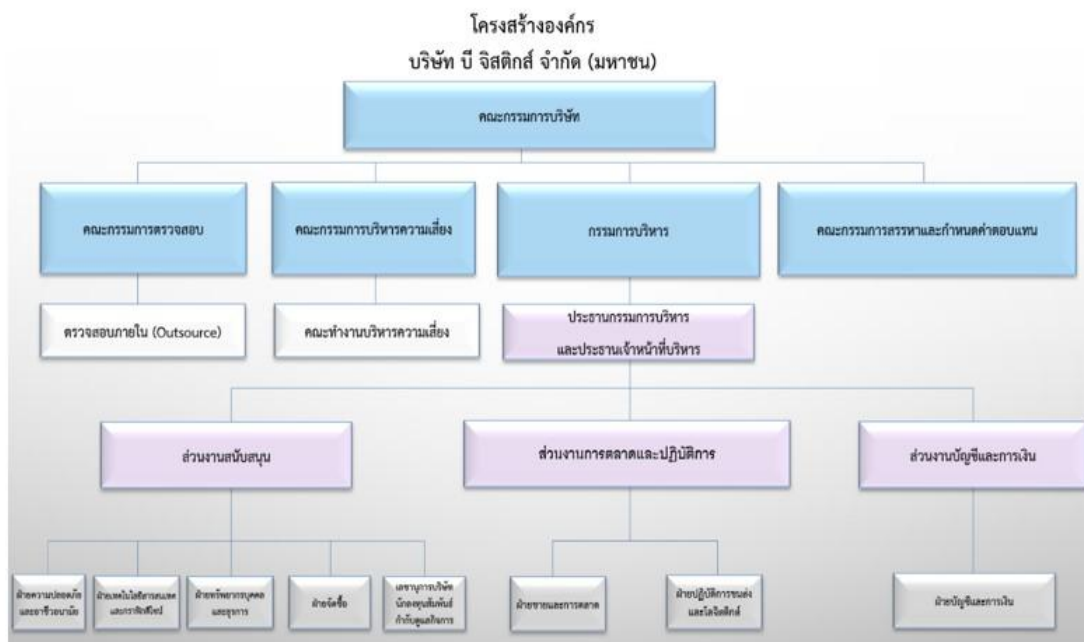 โครงสร้างองค์กร
บริษัท บี จิสติกส์ จำกัด (มหาชน)
คณะกรรมการบริษัท
คณะกรรมการตรวจสอบ
คณะกรรมการบริหารความเสี่ยง
กรรมการบริหาร
คณะกรรมการสรรหาและกำหนดค่าตอบแทน
ตรวจสอบภายใน (Outsource)
คณะทำงานบริหารความเสี่ยง
ประธานกรรมการบริหาร
และประธานเจ้าหน้าที่บริหาร
ส่วนงานสนับสนุน
ส่วนงานการตลาดและปฏิบัติการ
ส่วนงานบัญชีและการเงิน
ฝ่ายความปลอดภัย
และอาชีวอนามัย
ฝ่ายเทคโนโลยีสารสนเทศ
และกราฟิกดีไซน์
ฝ่ายทรัพยากรบุคคล
และธุรการ
ฝ่ายจัดซื้อ
เลขานุการบริษัท
นักลงทุนสัมพันธ์
กำกับดูแลกิจการ
ฝ่ายขายและการตลาด
ฝ่ายปฏิบัติการขนส่ง
และโลจิสติกส์
ฝ่ายบัญชีและการเงิน